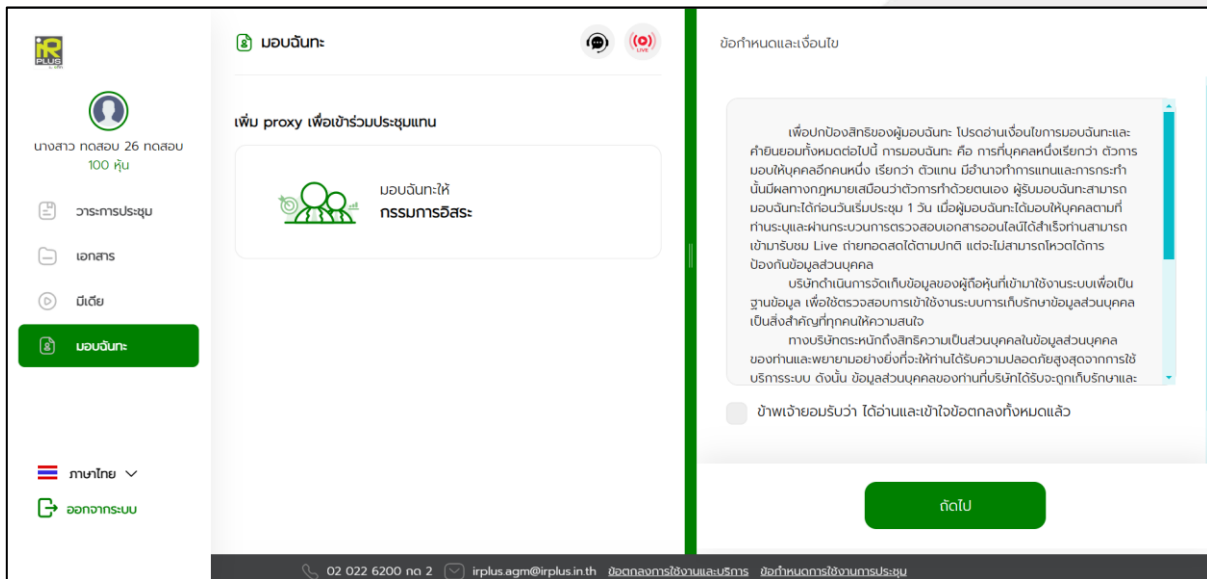 iR
PLUS
นางสาว ทดสอบ 26 ทดสอบ
100 หุ้น
วาระการประชุม
เอกสาร
มีเดีย
มอบฉันทะ
ภาษาไทย
ออกจากระบบ
มอบฉันทะ
LIVE
เพิ่ม proxy เพื่อเข้าร่วมประชุมแทน
มอบฉันทะให้
กรรมการอิสระ
ข้อกำหนดและเงื่อนไข
เพื่อปกป้องสิทธิของผู้มอบฉันทะ โปรดอ่านเงื่อนไขการมอบฉันทะและ
คำยินยอมทั้งหมดต่อไปนี้ การมอบฉันทะ คือ การที่บุคคลหนึ่งเรียกว่า ตัวการ
มอบให้บุคคลอีกคนหนึ่ง เรียกว่า ตัวแทน มีอำนาจทำการแทนและการกระทำ
นั้นมีผลทางกฎหมายเสมือนว่าตัวการทำด้วยตนเอง ผู้รับมอบฉันทะสามารถ
มอบฉันทะได้ก่อนวันเริ่มประชุม 1 วัน เมื่อผู้มอบฉันทะได้มอบให้บุคคลตามที่
ท่านระบุและผ่านกระบวนการตรวจสอบเอกสารออนไลน์ได้สำเร็จท่านสามารถ
เข้ามารับชม Live ถ่ายทอดสดได้ตามปกติ แต่จะไม่สามารถโหวตได้การ
ป้องกันข้อมูลส่วนบุคคล
บริษัทดำเนินการจัดเก็บข้อมูลของผู้ถือหุ้นที่เข้ามาใช้งานระบบเพื่อเป็น
ฐานข้อมูล เพื่อใช้ตรวจสอบการเข้าใช้งานระบบการเก็บรักษาข้อมูลส่วนบุคคล
เป็นสิ่งสำคัญที่ทุกคนให้ความสนใจ
ทางบริษัทตระหนักถึงสิทธิความเป็นส่วนบุคคลในข้อมูลส่วนบุคคล
ของท่านและพยายามอย่างยิ่งที่จะให้ท่านได้รับความปลอดภัยสูงสุดจากการใช้
บริการระบบ ดังนั้น ข้อมูลส่วนบุคคลของท่านที่บริษัทได้รับจะถูกเก็บรักษาและ
ข้าพเจ้ายอมรับว่า ได้อ่านและเข้าใจข้อตกลงทั้งหมดแล้ว
ถัดไป
02 022 6200 กด 2 irplus.agm@irplus.in.th ข้อตกลงการใช้งานและบริการ ข้อกำหนดการใช้งานการประชุม